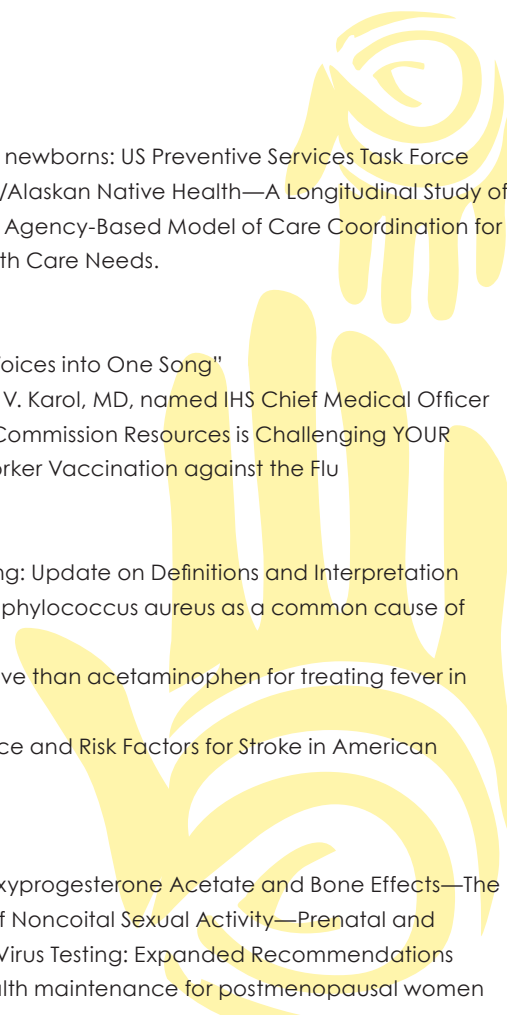 newborns: US Preventive Services Task Force
/Alaskan Native Health—A Longitudinal Study of
Agency-Based Model of Care Coordination for
th Care Needs.
oices into One Song”
V. Karol, MD, named IHS Chief Medical Officer
Commission Resources is Challenging YOUR
orker Vaccination against the Flu
ng: Update on Definitions and Interpretation
phylococcus aureus as a common cause of
ve than acetaminophen for treating fever in
ce and Risk Factors for Stroke in American
xyprogesterone Acetate and Bone Effects—The
f Noncoital Sexual Activity—Prenatal and
Virus Testing: Expanded Recommendations
lth maintenance for postmenopausal women